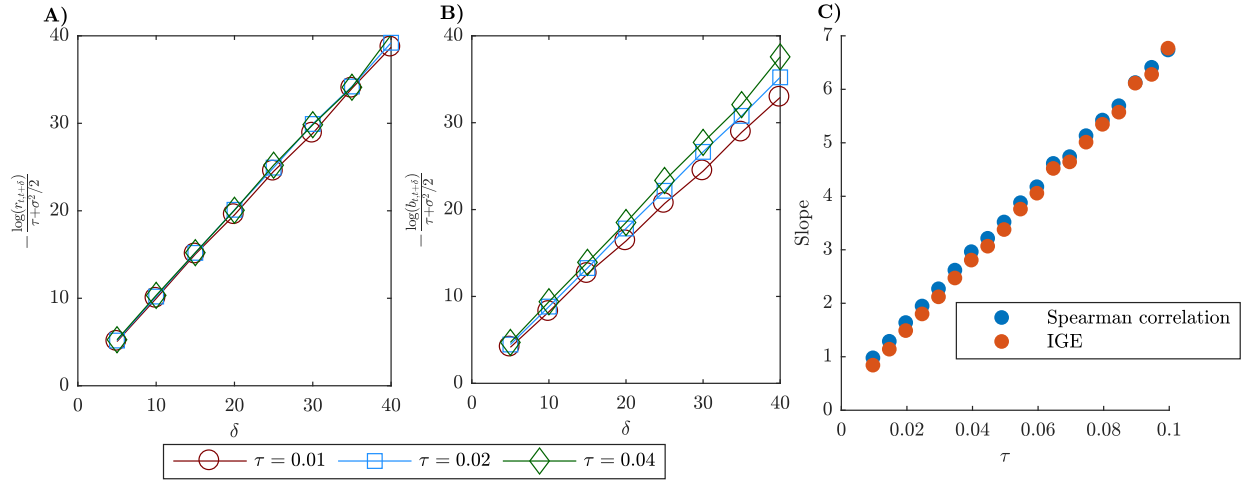 A)
− log(r_{t,t+δ}) / τ+σ²/2
0 10 20 30 40
0 10 20 30 40
δ
B)
− log(b_{t,t+δ}) / τ+σ²/2
0 10 20 30 40
0 10 20 30 40
δ
τ = 0.01 τ = 0.02 τ = 0.04
C)
Slope
7
6
5
4
3
2
1
0
Spearman correlation
IGE
0 0.02 0.04 0.06 0.08 0.1
τ